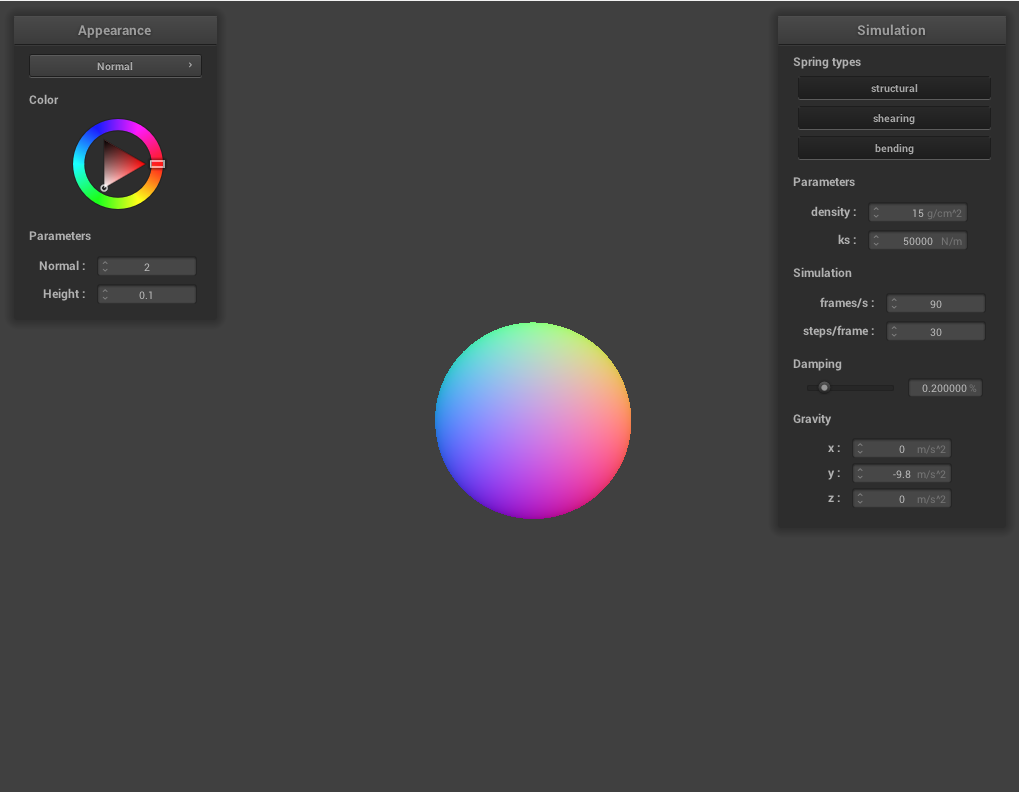 Appearance
Normal
Color
Parameters
Normal : 2
Height : 0.1
Simulation
Spring types
structural
shearing
bending
Parameters
density : 15 g/cm^2
ks : 50000 N/m
Simulation
frames/s : 90
steps/frame : 30
Damping
0.200000 %
Gravity
x : 0 m/s^2
y : -9.8 m/s^2
z : 0 m/s^2